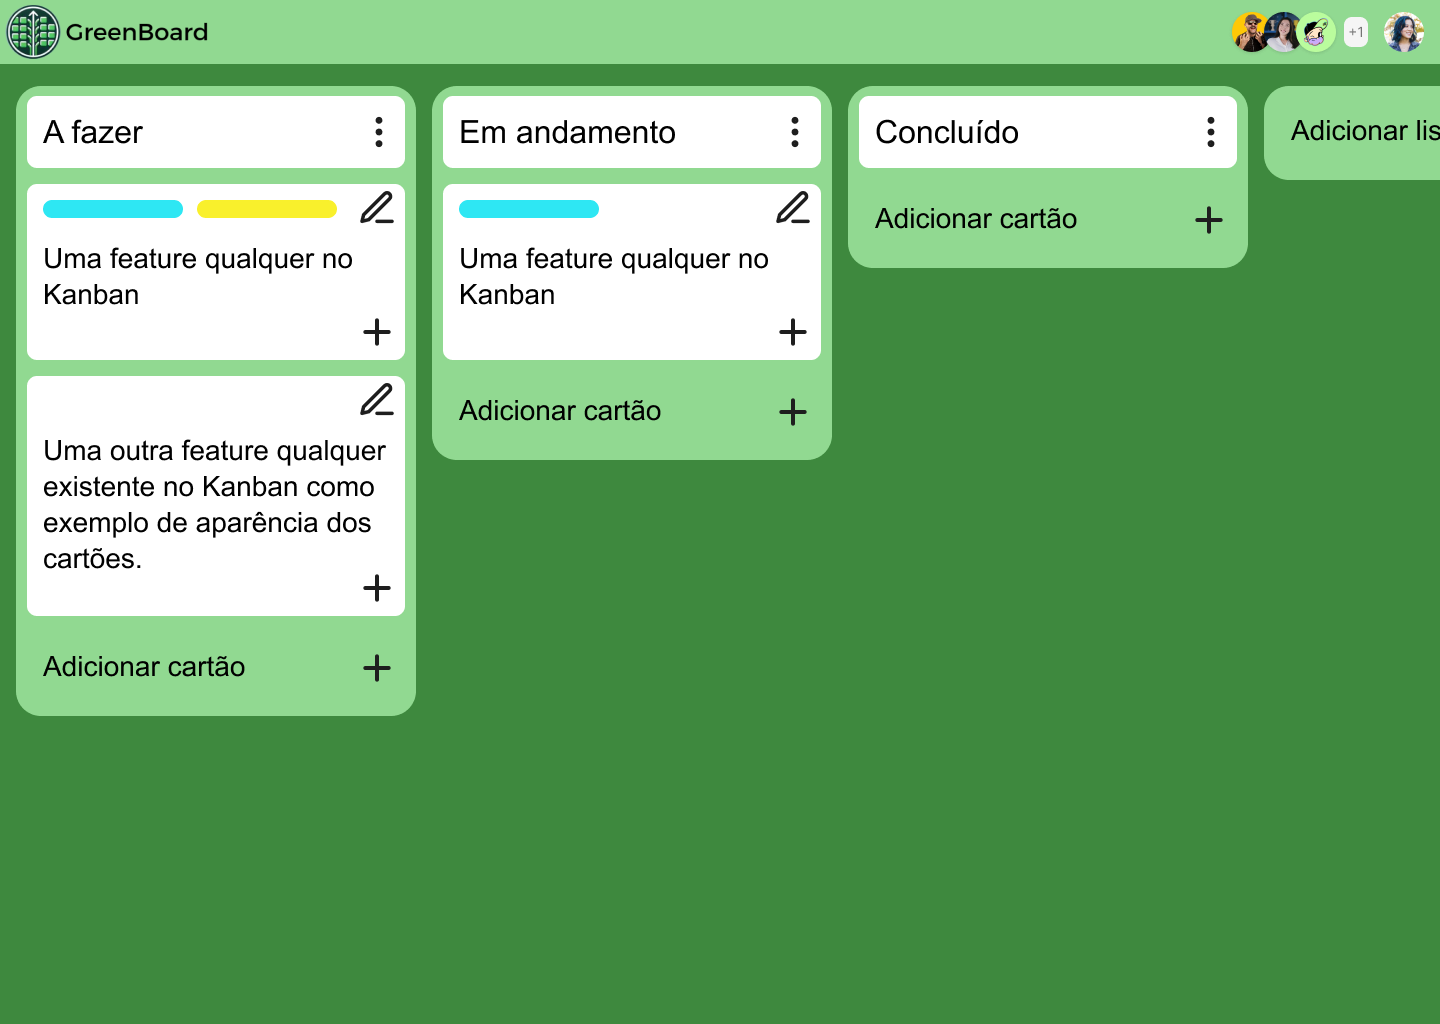 GreenBoard
+1
A fazer
Uma feature qualquer no
Kanban
Uma outra feature qualquer
existente no Kanban como
exemplo de aparência dos
cartões.
Adicionar cartão
Em andamento
Uma feature qualquer no
Kanban
Adicionar cartão
Concluído
Adicionar cartão
Adicionar lis